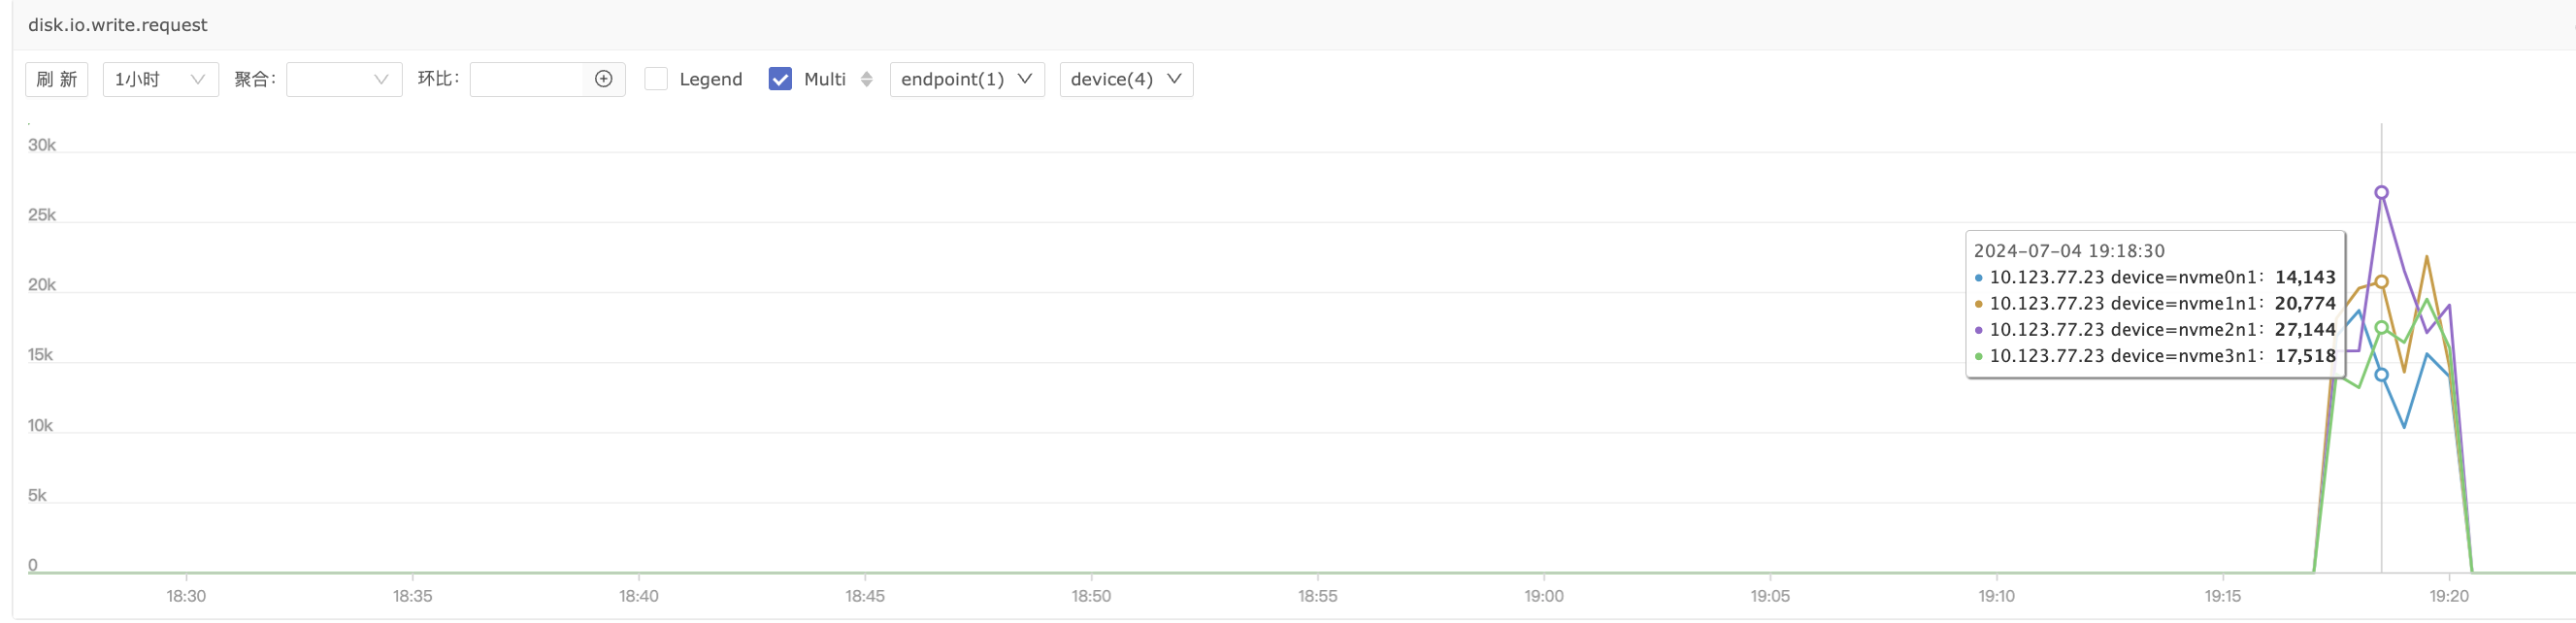 disk.io.write.request
刷 新 1小时 聚合: 环比: Legend Multi endpoint(1) device(4)
30k
25k
20k
15k
10k
5k
0
2024-07-04 19:18:30
10.123.77.23 device=nvme0n1: 14,143
10.123.77.23 device=nvme1n1: 20,774
10.123.77.23 device=nvme2n1: 27,144
10.123.77.23 device=nvme3n1: 17,518
18:30 18:35 18:40 18:45 18:50 18:55 19:00 19:05 19:10 19:15 19:20